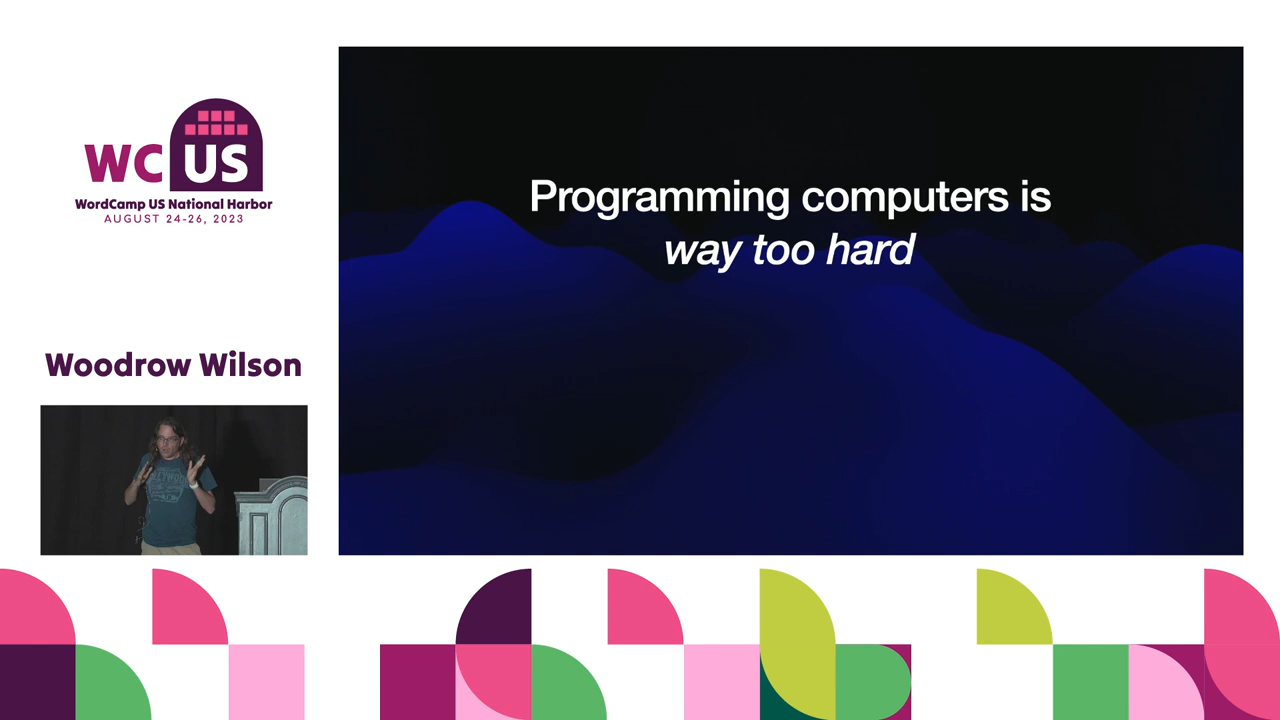 WC US
WordCamp US National Harbor
AUGUST 24-26, 2023
Programming computers is
way too hard
Woodrow Wilson